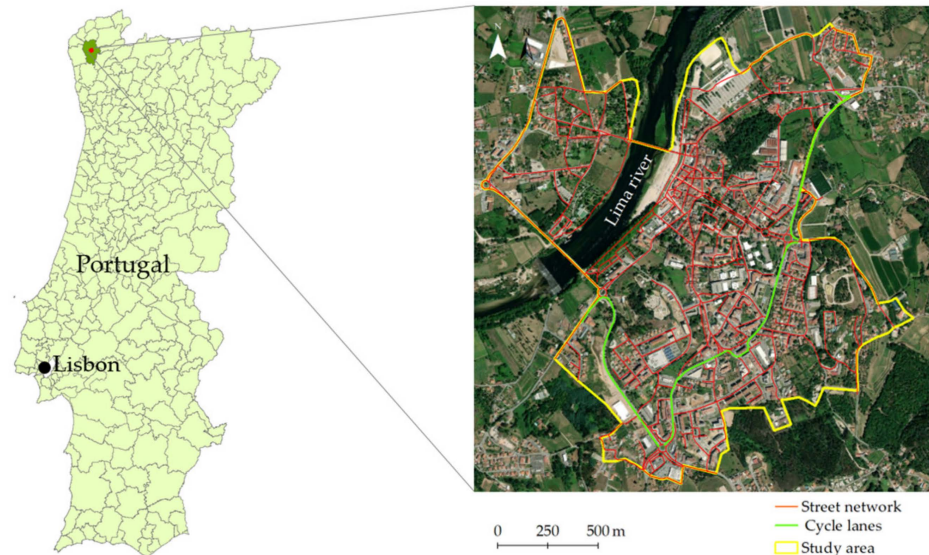 Portugal
Lisbon
Lima river
Street network
Cycle lanes
Study area
0 250 500 m